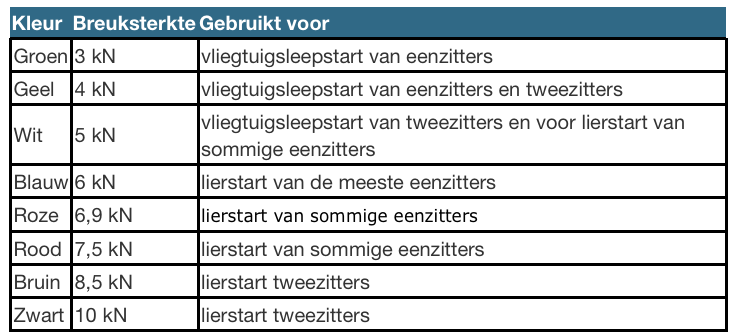 Kleur Breuksterkte Gebruikt voor
Groen 3 kN vliegtuigsleepstart van eenzitters
Geel 4 kN vliegtuigsleepstart van eenzitters en tweezitters
Wit 5 kN vliegtuigsleepstart van tweezitters en voor lierstart van
sommige eenzitters
Blauw 6 kN lierstart van de meeste eenzitters
Roze 6,9 kN lierstart van sommige eenzitters
Rood 7,5 kN lierstart van sommige eenzitters
Bruin 8,5 kN lierstart tweezitters
Zwart 10 kN lierstart tweezitters